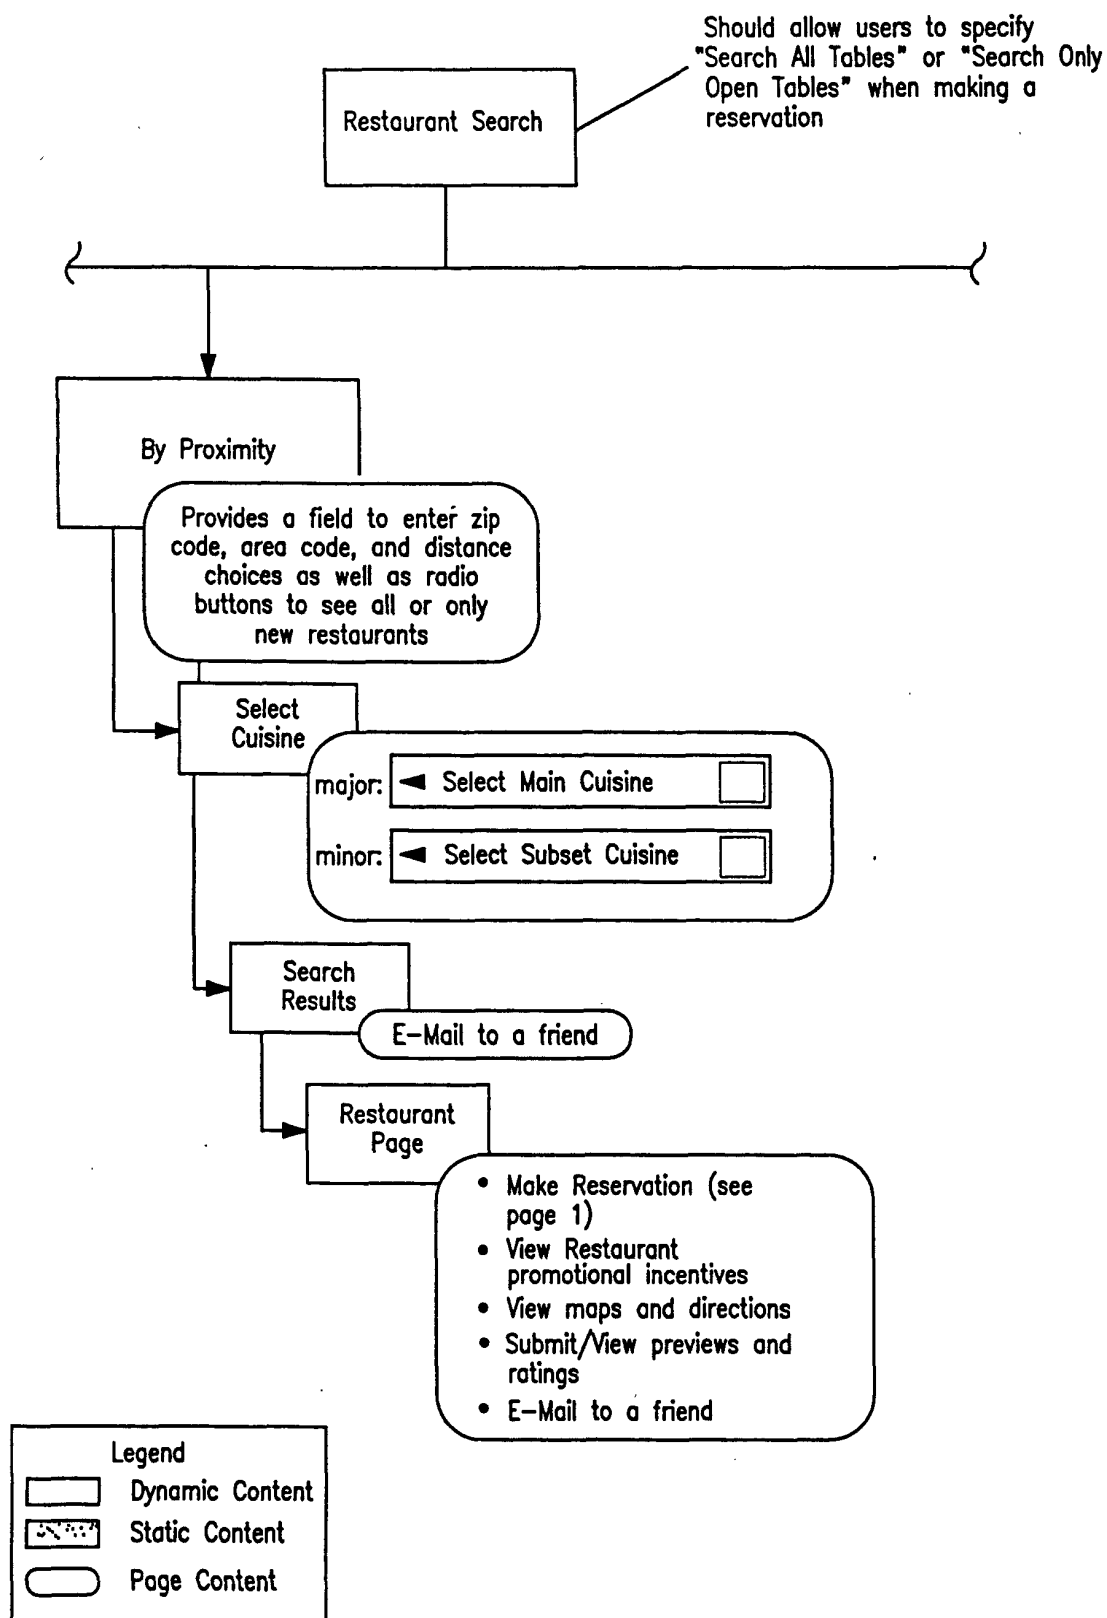 Should allow users to specify
"Search All Tables" or "Search Only
Open Tables" when making a
reservation
Restaurant Search
By Proximity
Provides a field to enter zip
code, area code, and distance
choices as well as radio
buttons to see all or only
new restaurants
Select
Cuisine
major: Select Main Cuisine
minor: Select Subset Cuisine
Search
Results
E-Mail to a friend
Restaurant
Page
• Make Reservation (see
page 1)
• View Restaurant
promotional incentives
• View maps and directions
• Submit/View previews and
ratings
• E-Mail to a friend
Legend
Dynamic Content
Static Content
Page Content